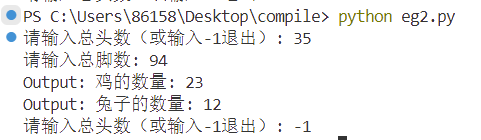 PS C:\Users\86158\Desktop\compile> python eg2.py
请输入总头数（或输入-1退出）: 35
请输入总脚数: 94
Output: 鸡的数量: 23
Output: 兔子的数量: 12
请输入总头数（或输入-1退出）: -1